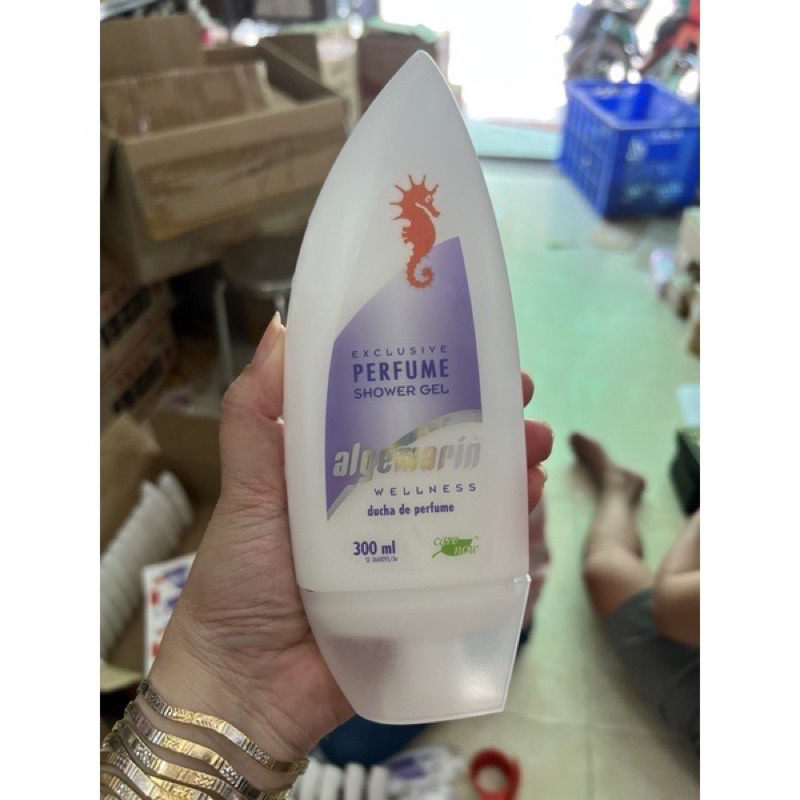 EXCLUSIVE
PERFUME
SHOWER GEL
algemarin
WELLNESS
ducha de perfume
300 ml
care
now